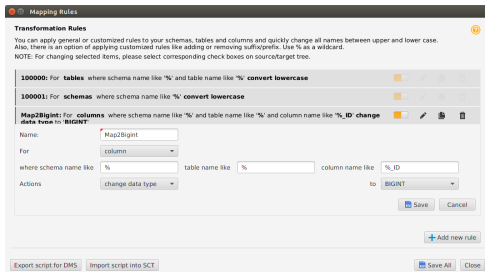 Mapping Rules
Transformation Rules
You can apply general or customized rules to your schemas, tables and columns and quickly change all names between upper and lower case.
Also, there is an option of applying customized rules like adding or removing suffix/prefix. Use % as a wildcard.
NOTE: For changing selected items, please select corresponding check boxes on source/target tree.
100000: For tables where schema name like '%' and table name like '%' convert lowercase
100001: For schemas where schema name like '%' convert lowercase
Map2Bigint: For columns where schema name like '%' and table name like '%' and column name like '%_ID' change
data type to 'BIGINT'
Name: Map2Bigint
For column
where schema name like % table name like % column name like %_ID
Actions change data type to BIGINT
Save Cancel
Add new rule
Export script for DMS Import script into SCT Save All Close